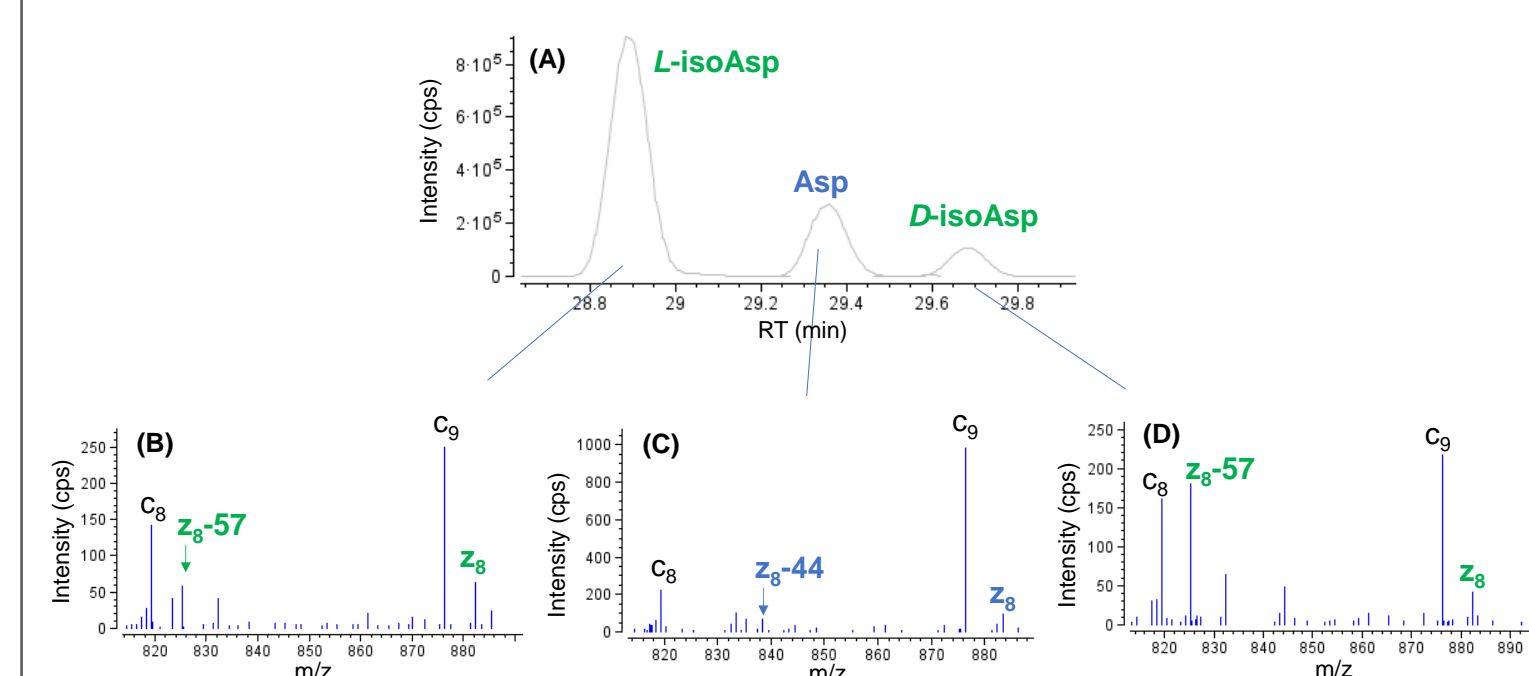 (A)
L-isoAsp
Asp
D-isoAsp
Intensity (cps)
8·10⁵
6·10⁵
4·10⁵
2·10⁵
0
28.8 29 29.2 29.4 29.6 29.8
RT (min)
(B)
Intensity (cps)
250
200
150
100
50
0
c₈
z₈-57
c₉
z₈
820 830 840 850 860 870 880
m/z
(C)
Intensity (cps)
1000
800
600
400
200
0
c₈
z₈-44
c₉
z₈
820 830 840 850 860 870 880
m/z
(D)
Intensity (cps)
250
200
150
100
50
0
c₈
z₈-57
c₉
z₈
820 830 840 850 860 870 880 890
m/z